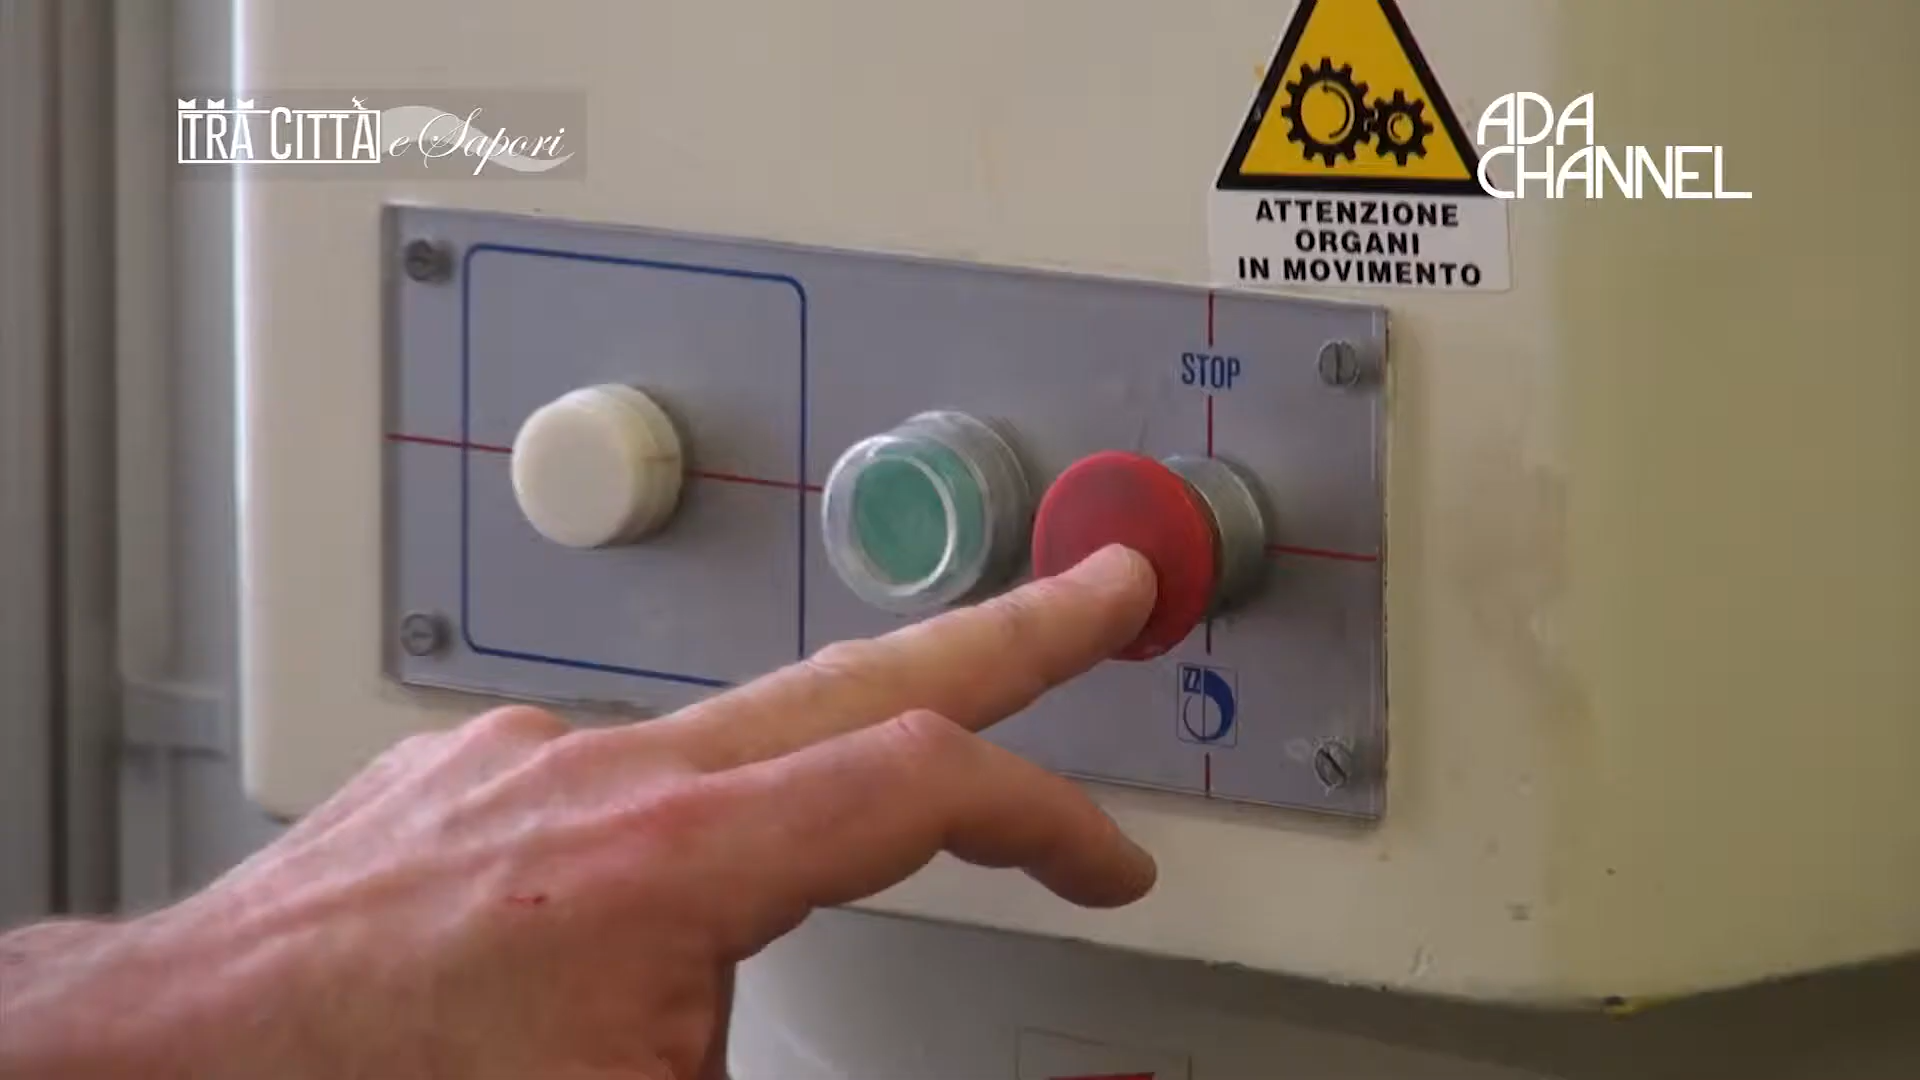 TRA CITTÀ e Sapori
ADA
CHANNEL
ATTENZIONE
ORGANI
IN MOVIMENTO
STOP